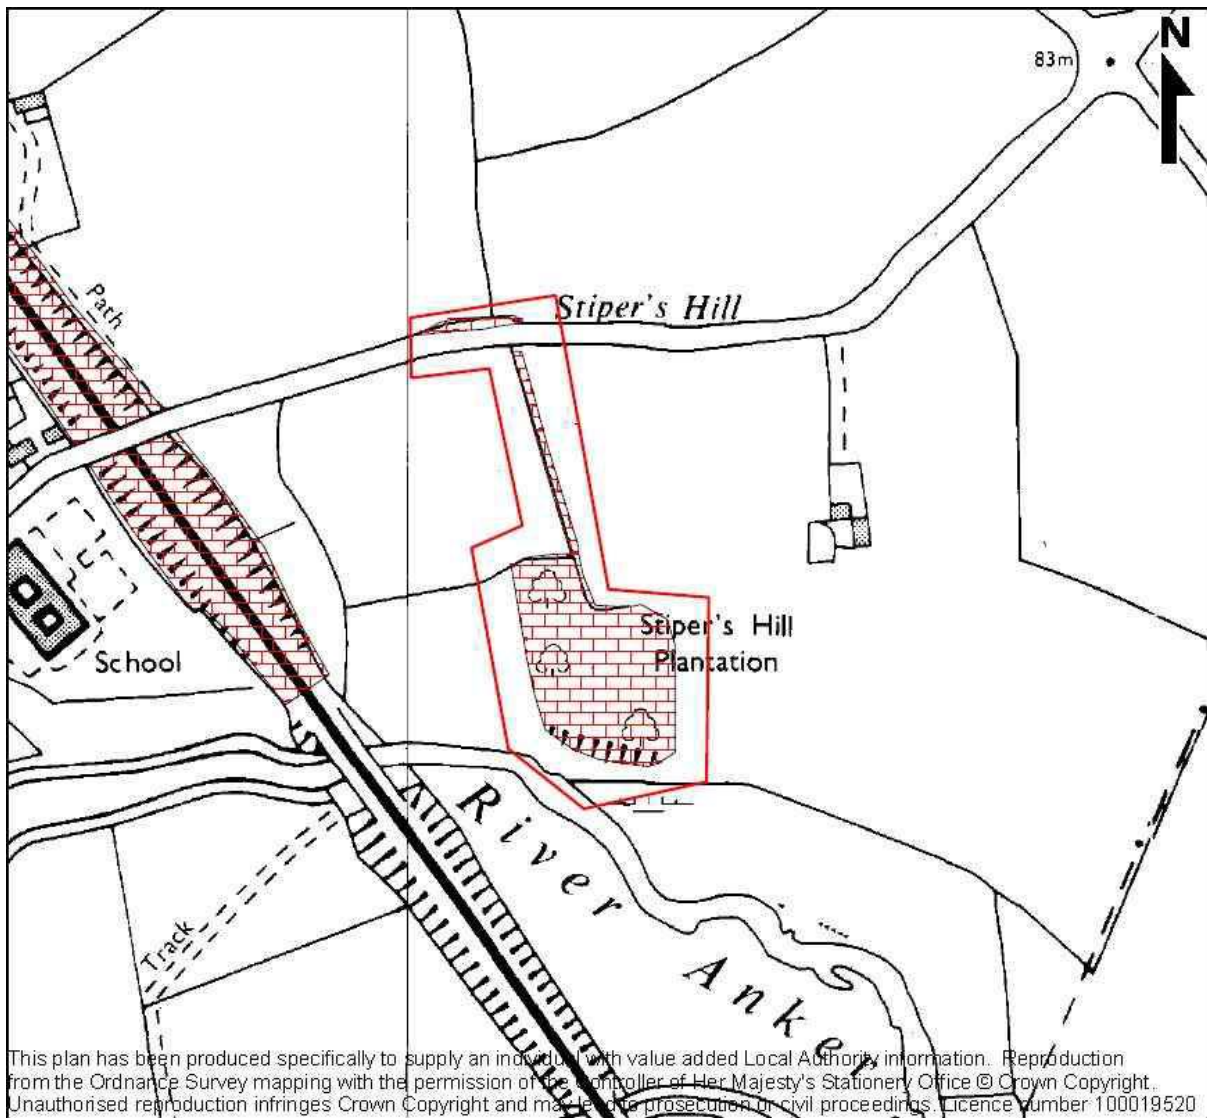 N
83m
Path
Stiper's Hill
Stiper's Hill
Plantation
School
River
Anker
Track
This plan has been produced specifically to supply an individual with value added Local Authority information. Reproduction
from the Ordnance Survey mapping with the permission of the Controller of Her Majesty's Stationery Office © Crown Copyright.
Unauthorised reproduction infringes Crown Copyright and may lead to prosecution or civil proceedings. Licence number 100019520